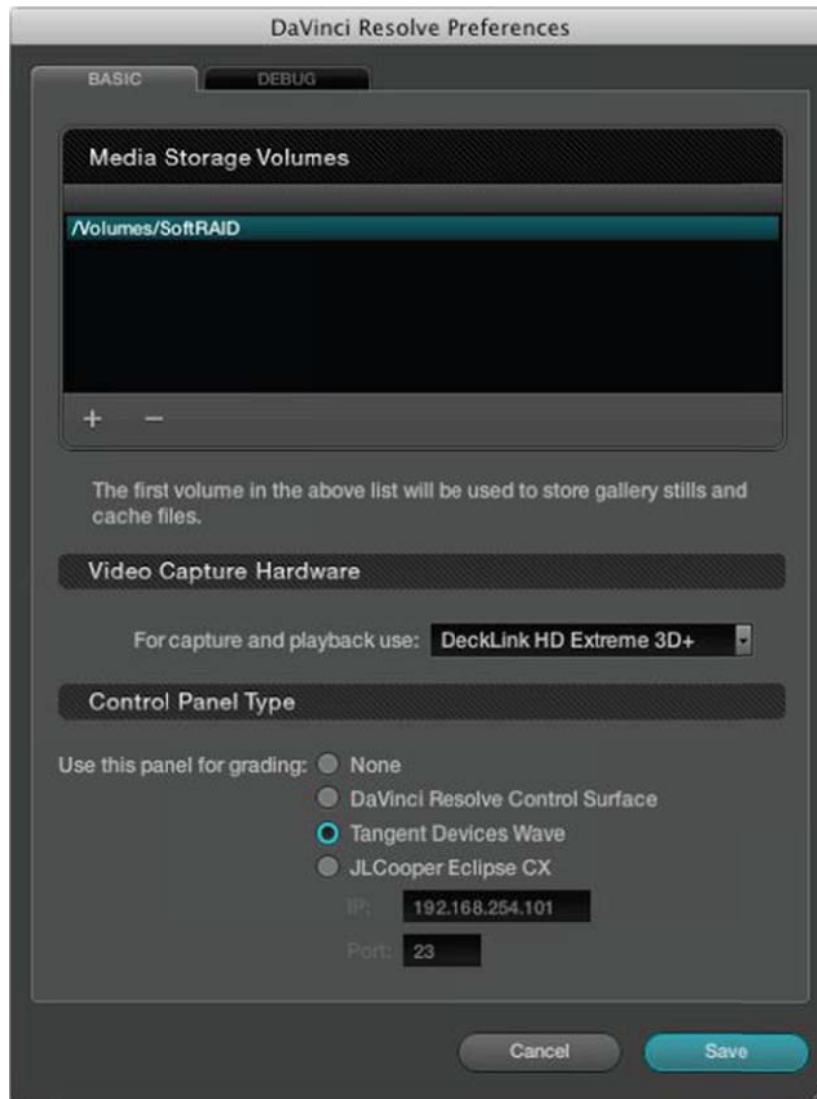 DaVinci Resolve Preferences
BASIC DEBUG
Media Storage Volumes
/Volumes/SoftRAID
+ −
The first volume in the above list will be used to store gallery stills and
cache files.
Video Capture Hardware
For capture and playback use: DeckLink HD Extreme 3D+
Control Panel Type
Use this panel for grading: None
DaVinci Resolve Control Surface
Tangent Devices Wave
JLCooper Eclipse CX
IP: 192.168.254.101
Port: 23
Cancel Save